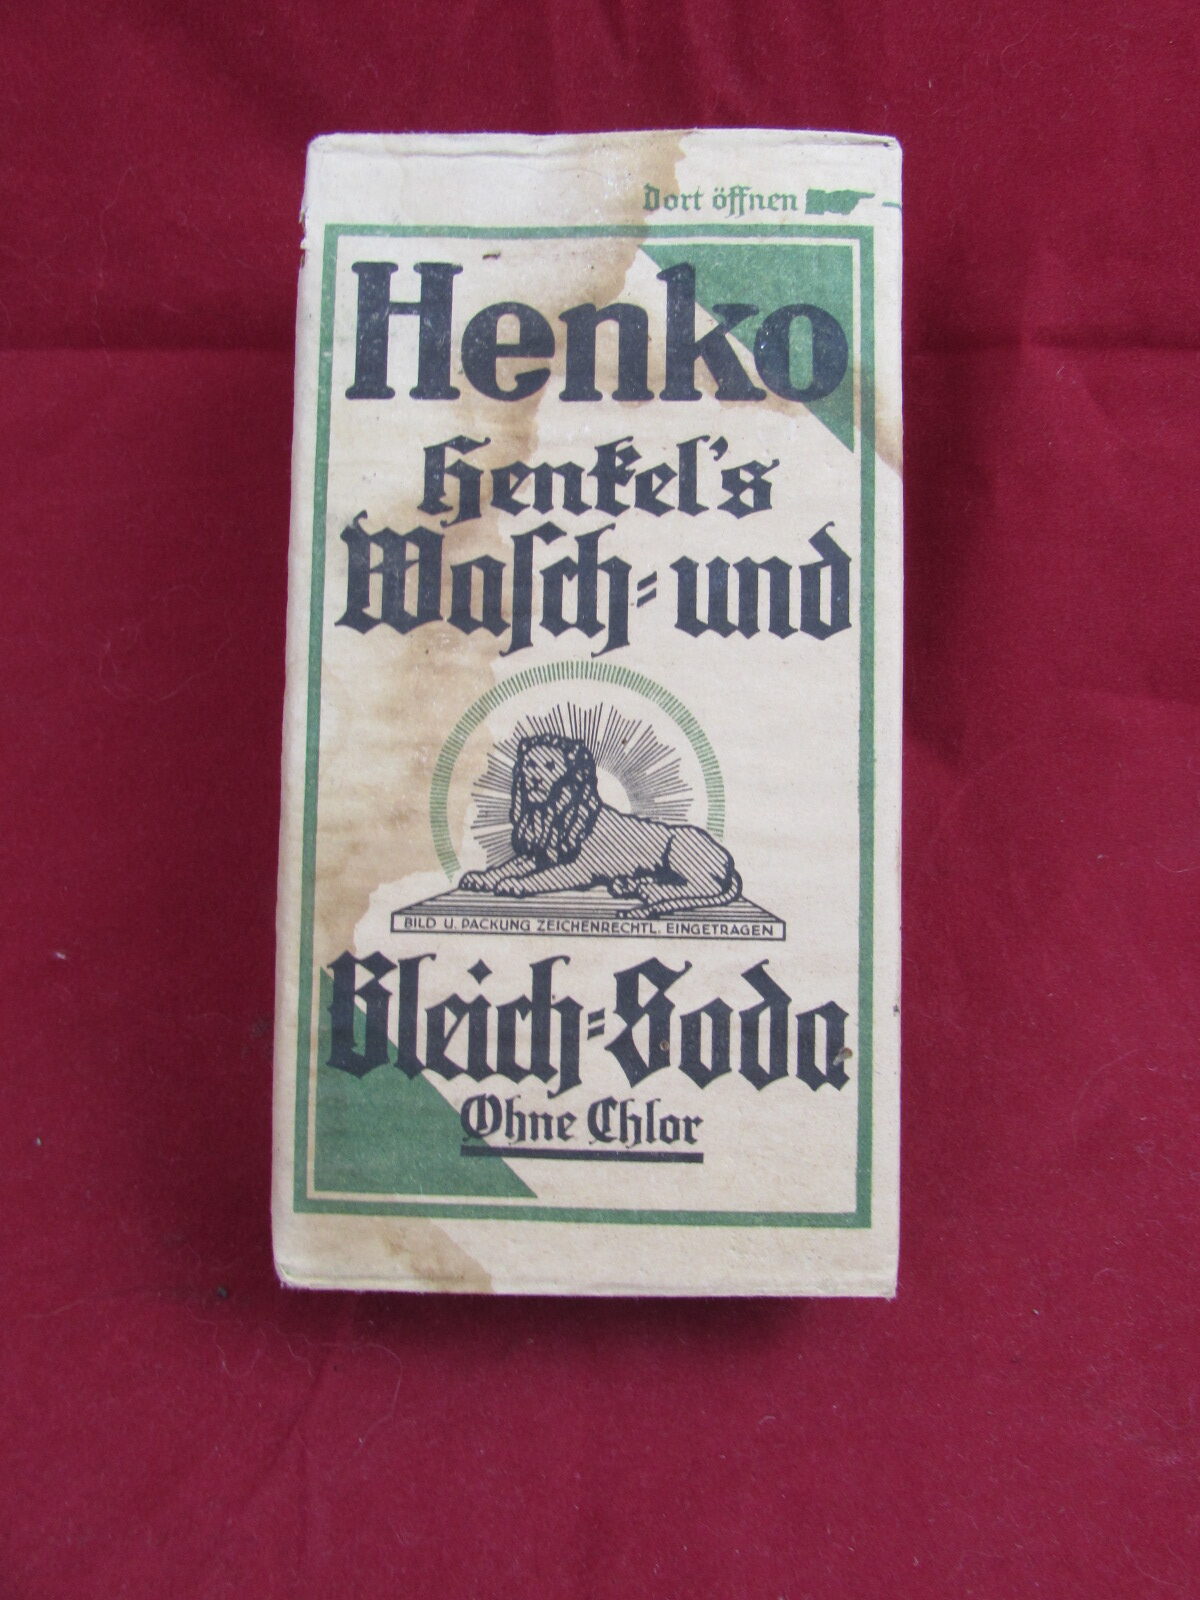 Dort öffnen
Henko
Henkel's
Waſch- und
BILD U. PACKUNG ZEICHENRECHTL. EINGETRAGEN
Bleich-Soda
Ohne Chlor